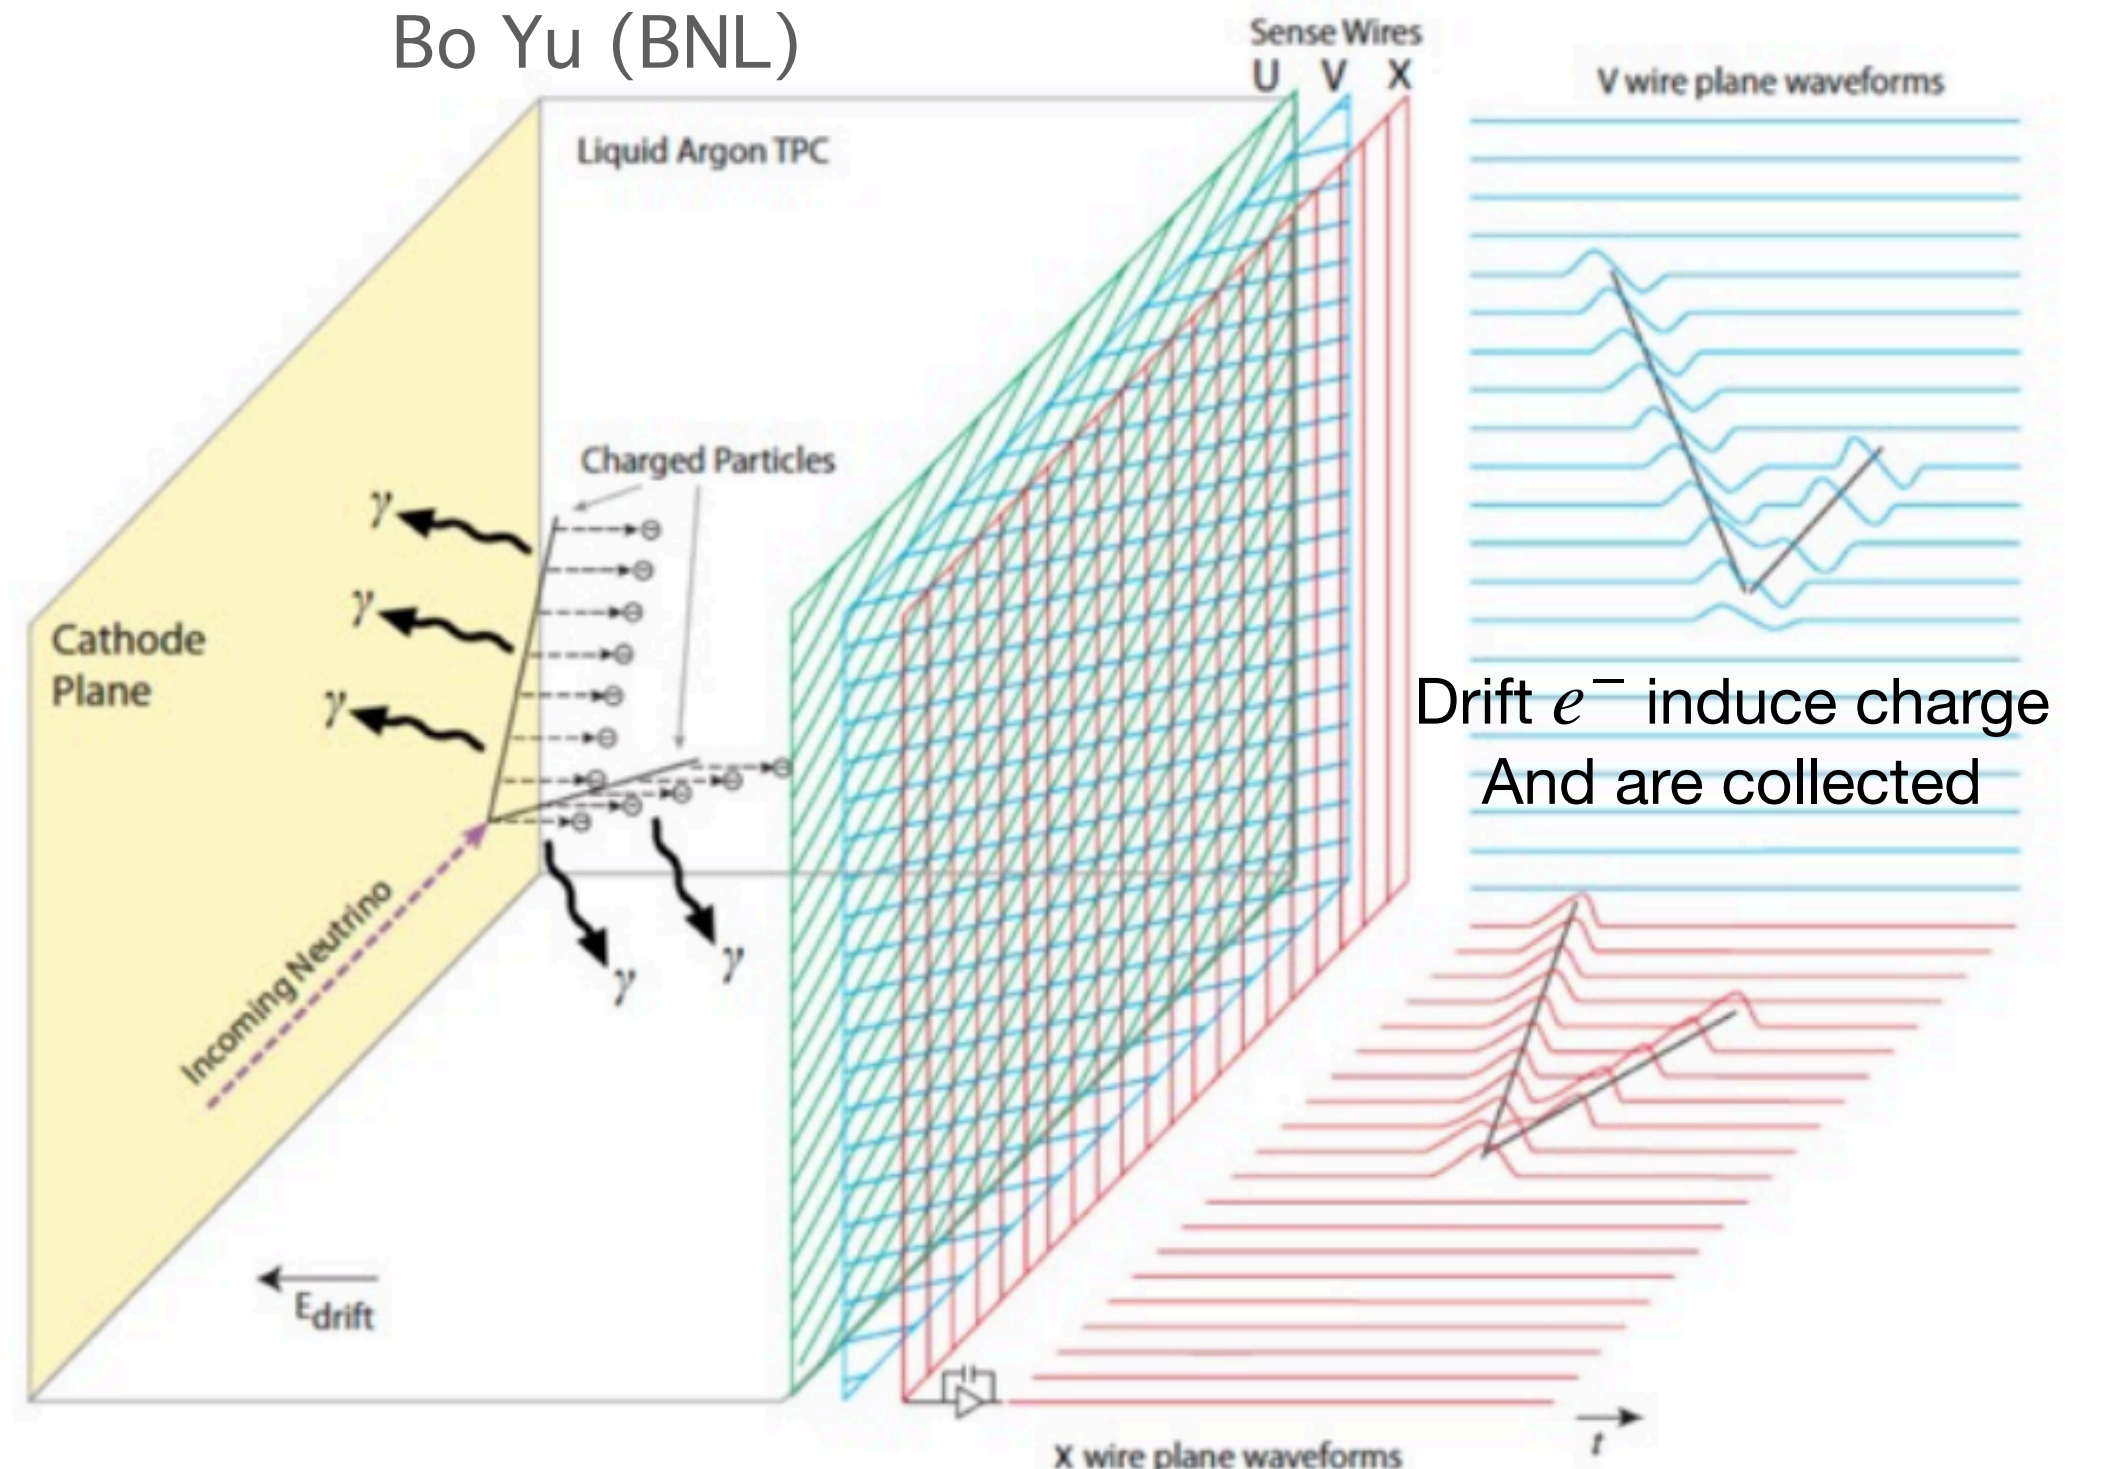 Bo Yu (BNL)
Sense Wires
U V X
V wire plane waveforms
Liquid Argon TPC
Charged Particles
γ
γ
γ
Cathode
Plane
Drift e⁻ induce charge
And are collected
Incoming Neutrino
γ
γ
Edrift
t
X wire plane waveforms